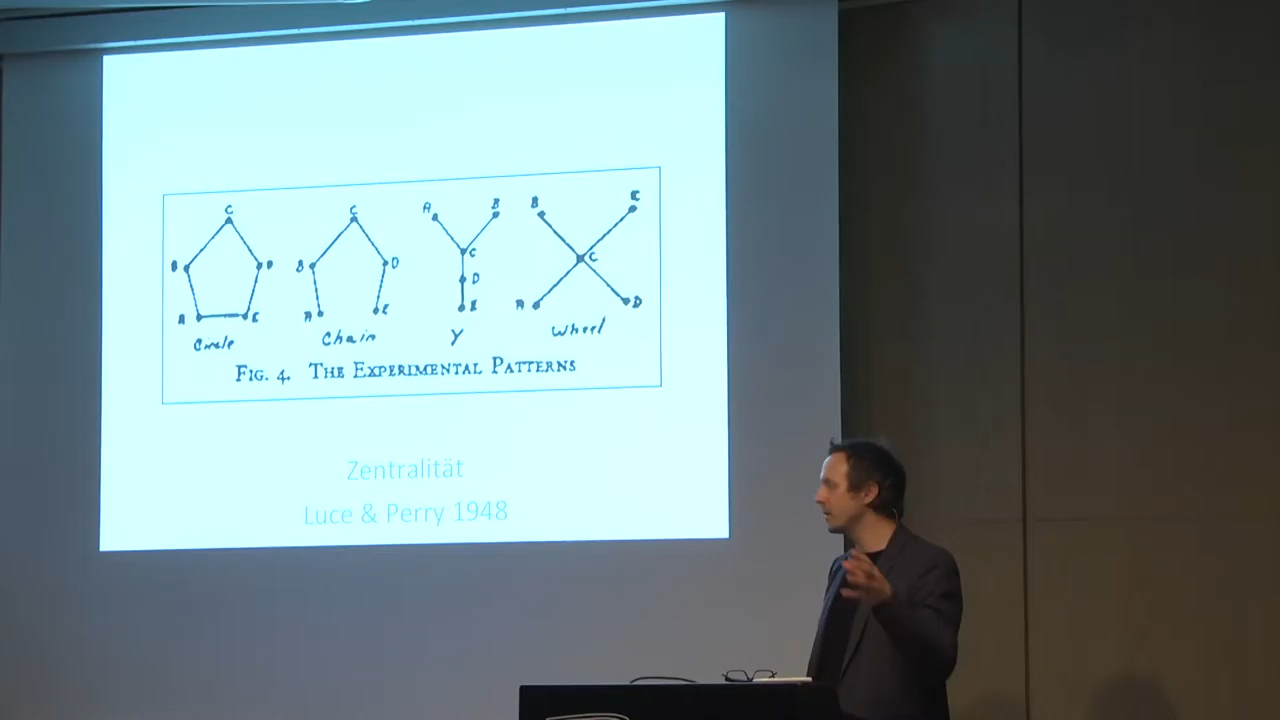 C C A B B E
B D B D C C
D
A E A E E A D
Circle Chain Y Wheel
FIG. 4. THE EXPERIMENTAL PATTERNS
Zentralität
Luce & Perry 1948